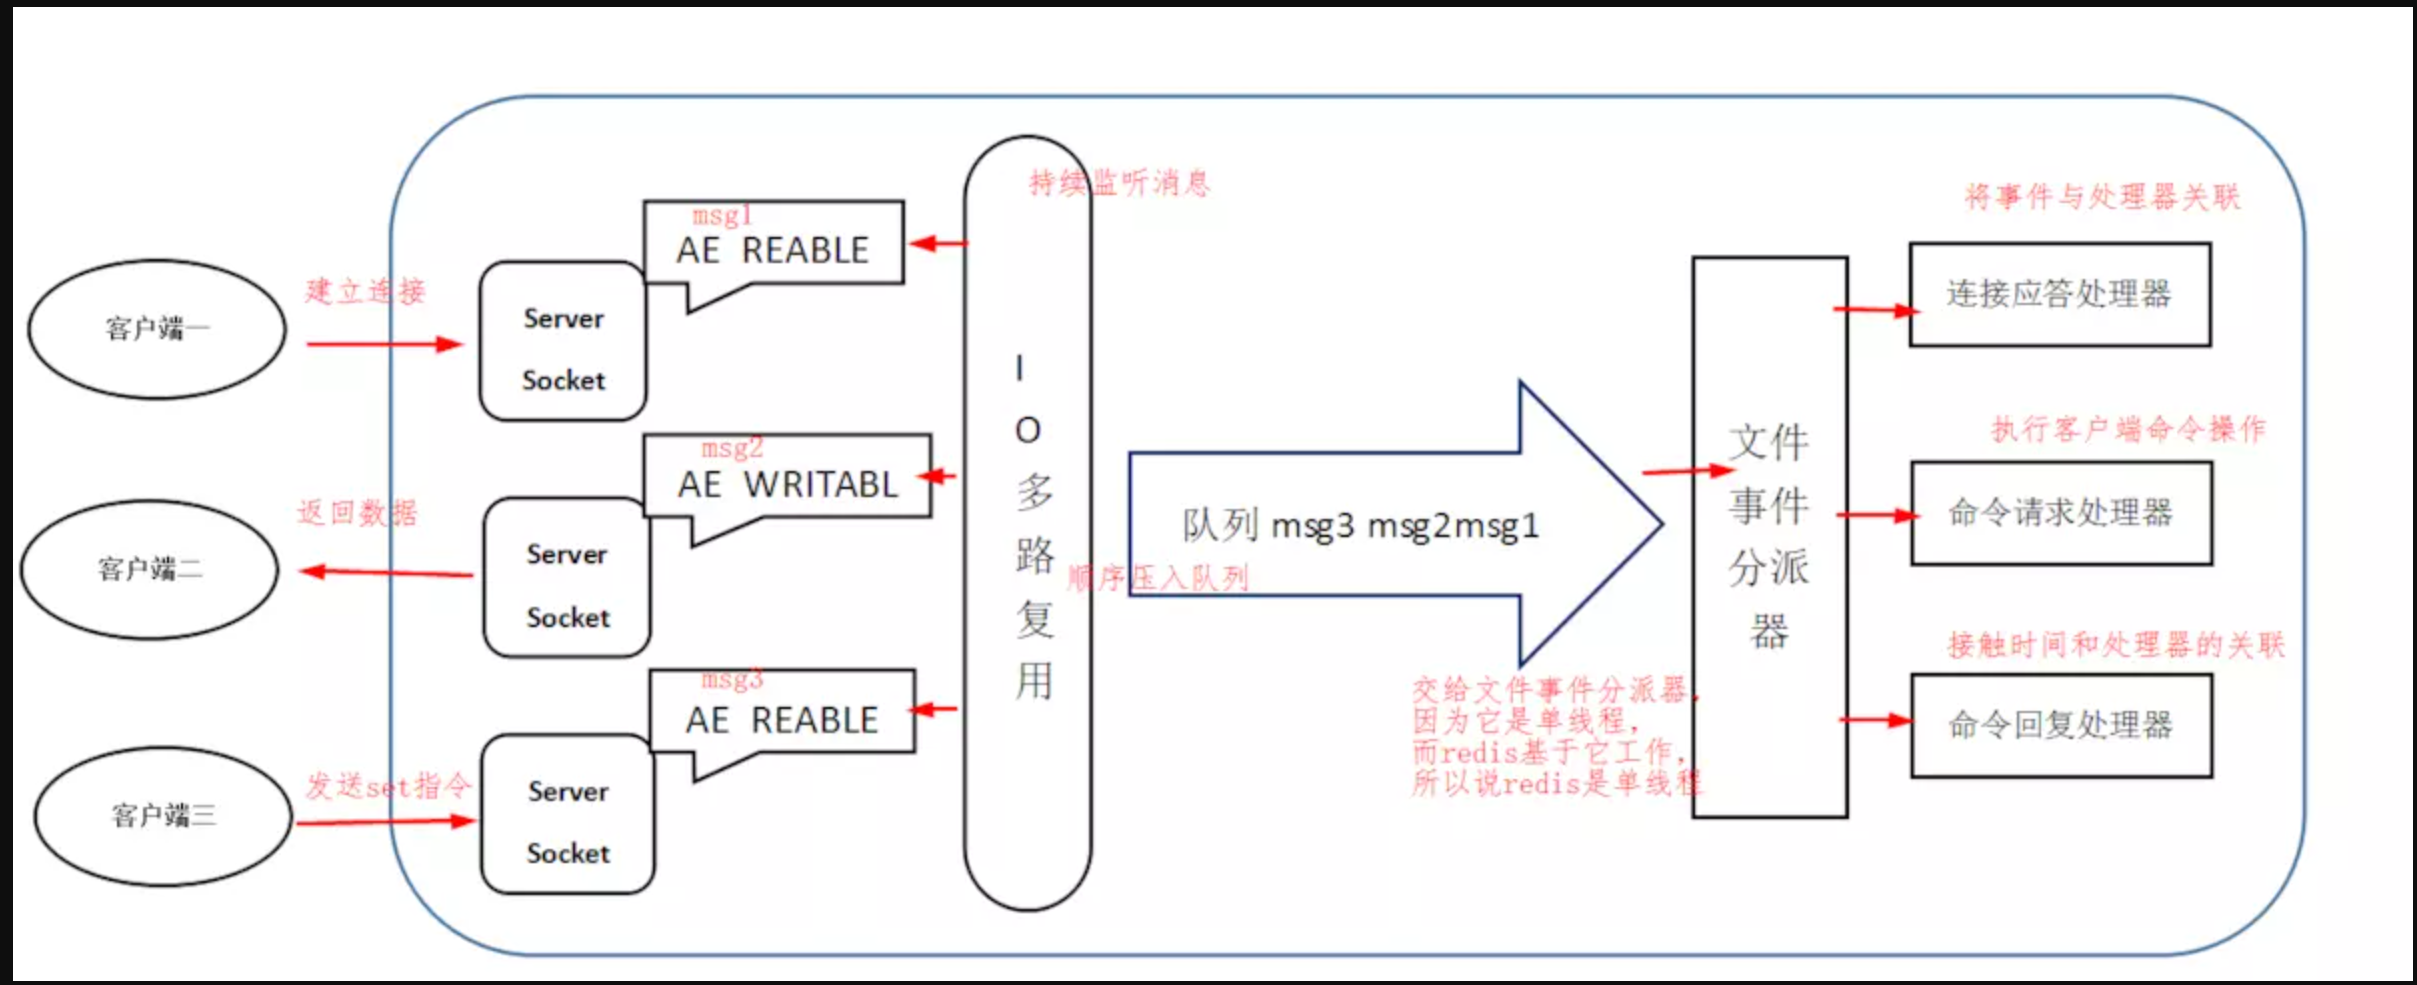 持续监听消息
将事件与处理器关联
msg1
AE REABLE
建立连接
客户端一
Server
Socket
连接应答处理器
msg2
AE WRITABL
返回数据
客户端二
Server
Socket
IO多路复用
队列 msg3 msg2msg1
顺序压入队列
文件
事件
分派
器
执行客户端命令操作
命令请求处理器
msg3
AE REABLE
发送set指令
客户端三
Server
Socket
交给文件事件分派器，
因为它是单线程，
而redis基于它工作，
所以说redis是单线程
接触时间和处理器的关联
命令回复处理器